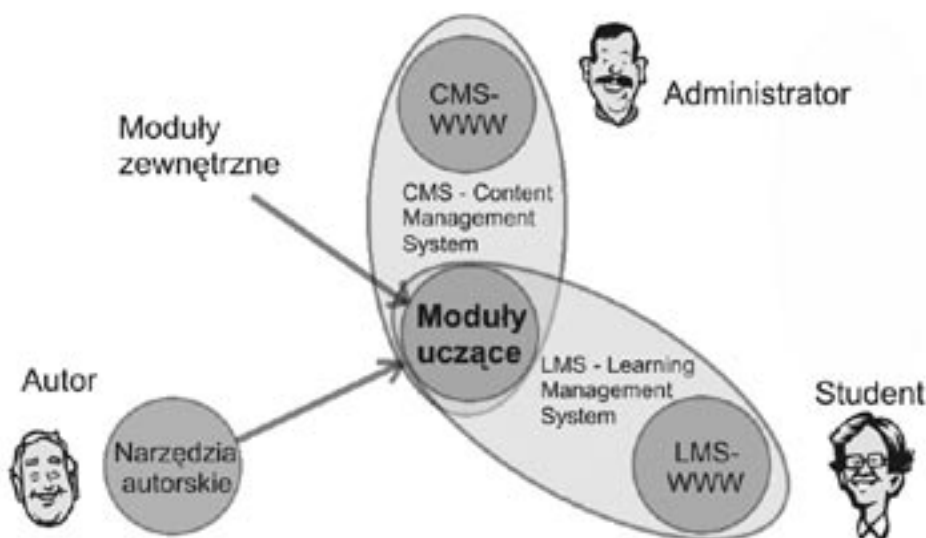 CMS-
WWW
Administrator
Moduły
zewnętrzne
CMS - Content
Management
System
Moduły
uczące
LMS - Learning
Management
System
Autor
Student
Narzędzia
autorskie
LMS-
WWW